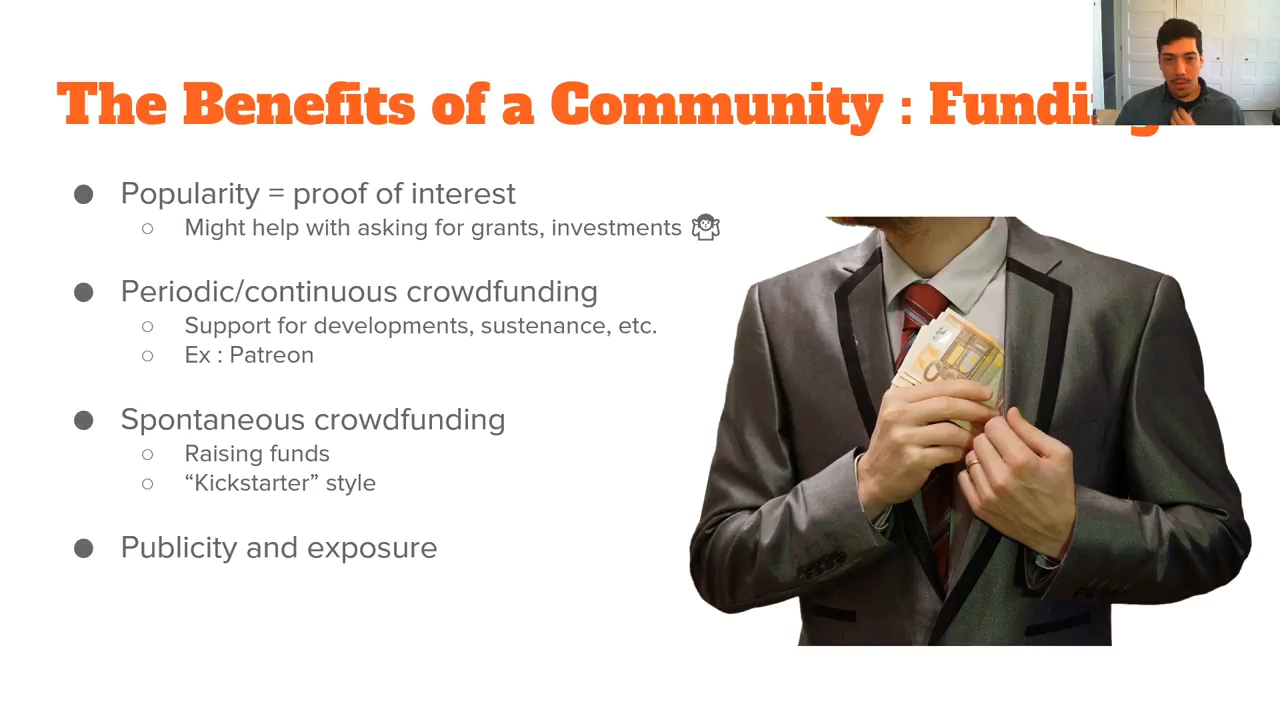 The Benefits of a Community : Funding
● Popularity = proof of interest
○ Might help with asking for grants, investments 🤷
● Periodic/continuous crowdfunding
○ Support for developments, sustenance, etc.
○ Ex : Patreon
● Spontaneous crowdfunding
○ Raising funds
○ “Kickstarter” style
● Publicity and exposure